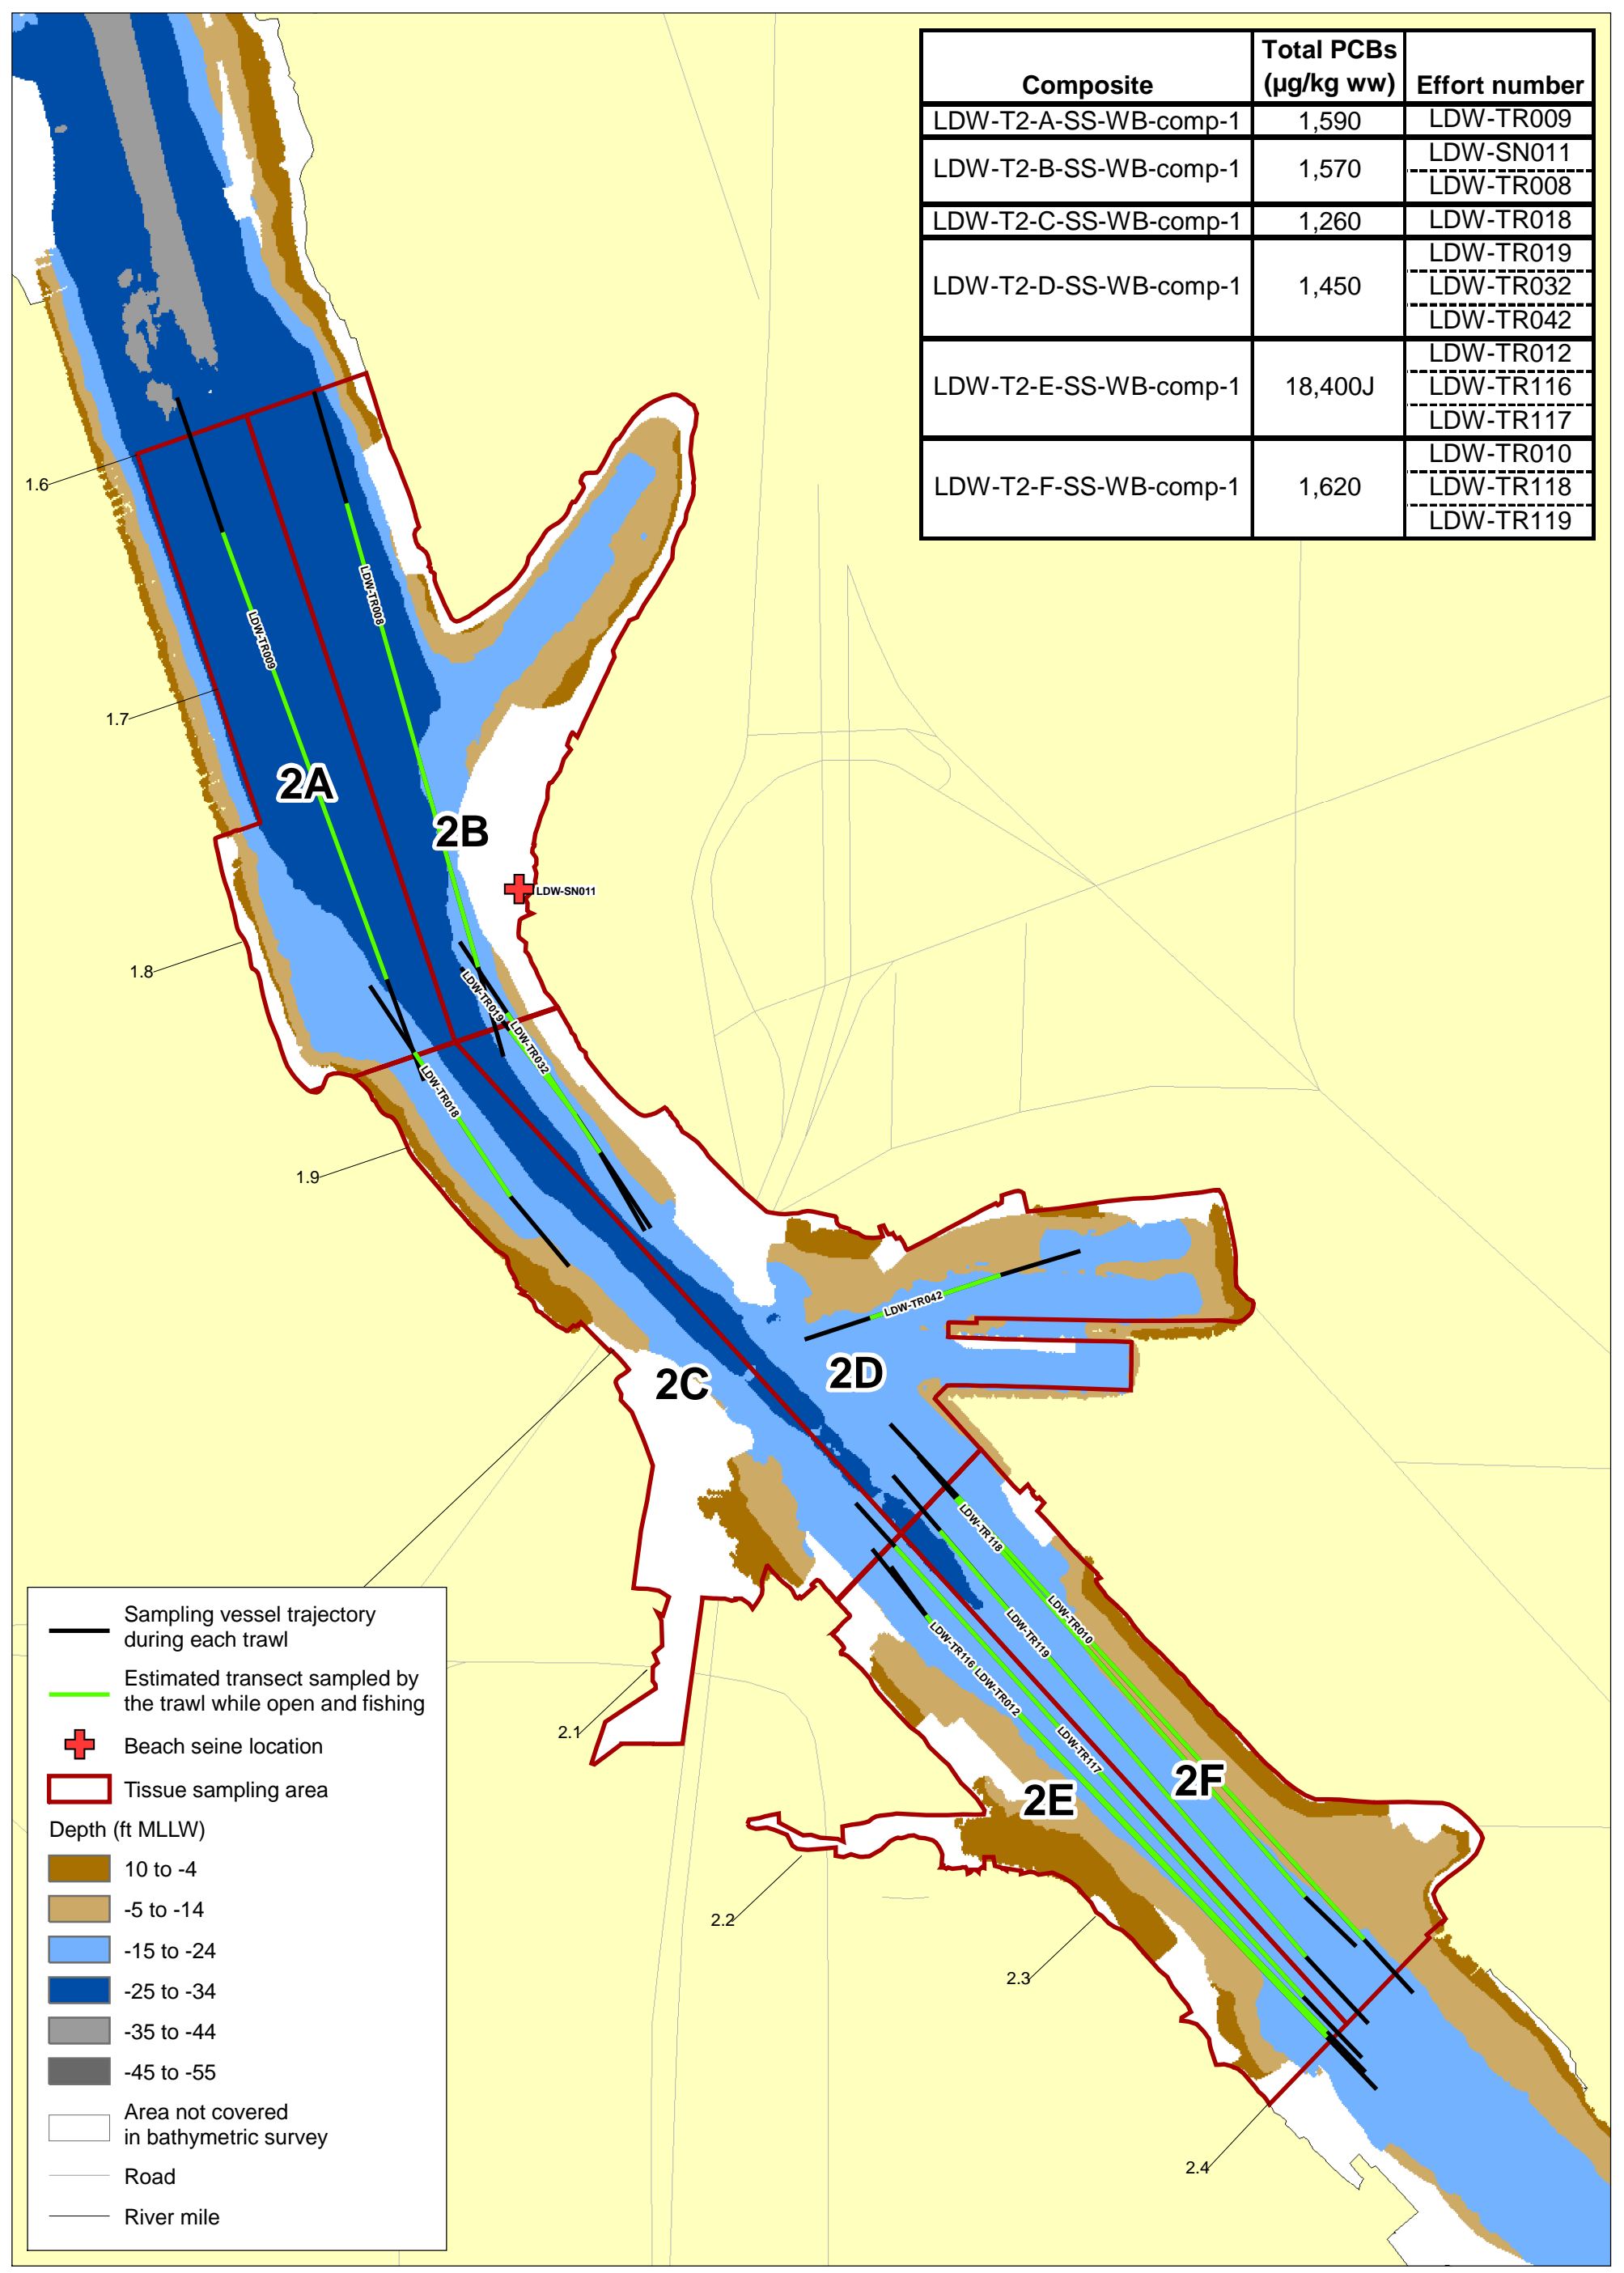 Total PCBs
Composite (µg/kg ww) Effort number
LDW-T2-A-SS-WB-comp-1 1,590 LDW-TR009
LDW-T2-B-SS-WB-comp-1 1,570 LDW-SN011
LDW-TR008
LDW-T2-C-SS-WB-comp-1 1,260 LDW-TR018
LDW-T2-D-SS-WB-comp-1 1,450 LDW-TR019
LDW-TR032
LDW-TR042
LDW-T2-E-SS-WB-comp-1 18,400J LDW-TR012
LDW-TR116
LDW-TR117
LDW-T2-F-SS-WB-comp-1 1,620 LDW-TR010
LDW-TR118
LDW-TR119
1.6
LDW-TR008
LDW-TR009
1.7
2A
2B
LDW-SN011
1.8
LDW-TR019
LDW-TR032
LDW-TR018
1.9
LDW-TR042
2C
2D
LDW-TR118
LDW-TR010
LDW-TR119
LDW-TR116
LDW-TR012
LDW-TR117
2.1
2E
2F
2.2
2.3
2.4
Sampling vessel trajectory
during each trawl
Estimated transect sampled by
the trawl while open and fishing
Beach seine location
Tissue sampling area
Depth (ft MLLW)
10 to -4
-5 to -14
-15 to -24
-25 to -34
-35 to -44
-45 to -55
Area not covered
in bathymetric survey
Road
River mile